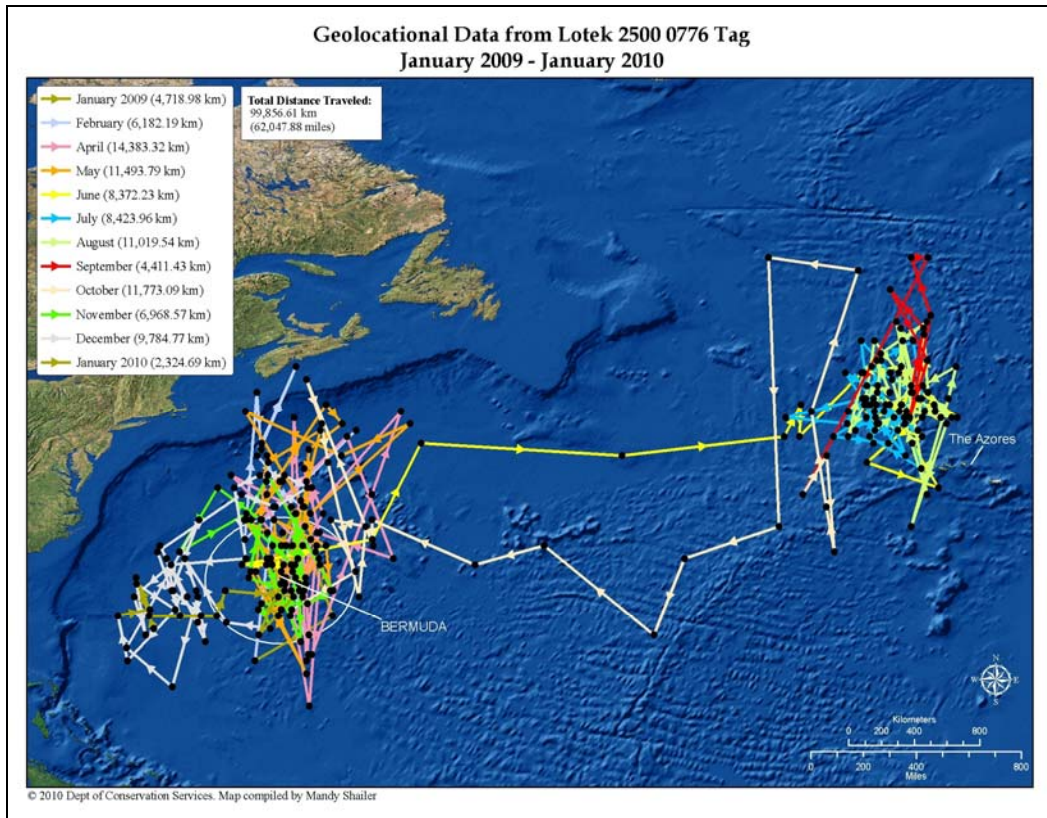 Geolocational Data from Lotek 2500 0776 Tag
January 2009 - January 2010
January 2009 (4,718.98 km)
February (6,182.19 km)
April (14,383.32 km)
May (11,493.79 km)
June (8,372.23 km)
July (8,423.96 km)
August (11,019.54 km)
September (4,411.43 km)
October (11,773.09 km)
November (6,968.57 km)
December (9,784.77 km)
January 2010 (2,324.69 km)
Total Distance Traveled:
99,856.61 km
(62,047.88 miles)
The Azores
BERMUDA
N
W E
S
Kilometers
0 200 400 800
0 200 400 800
Miles
© 2010 Dept of Conservation Services. Map compiled by Mandy Shailer